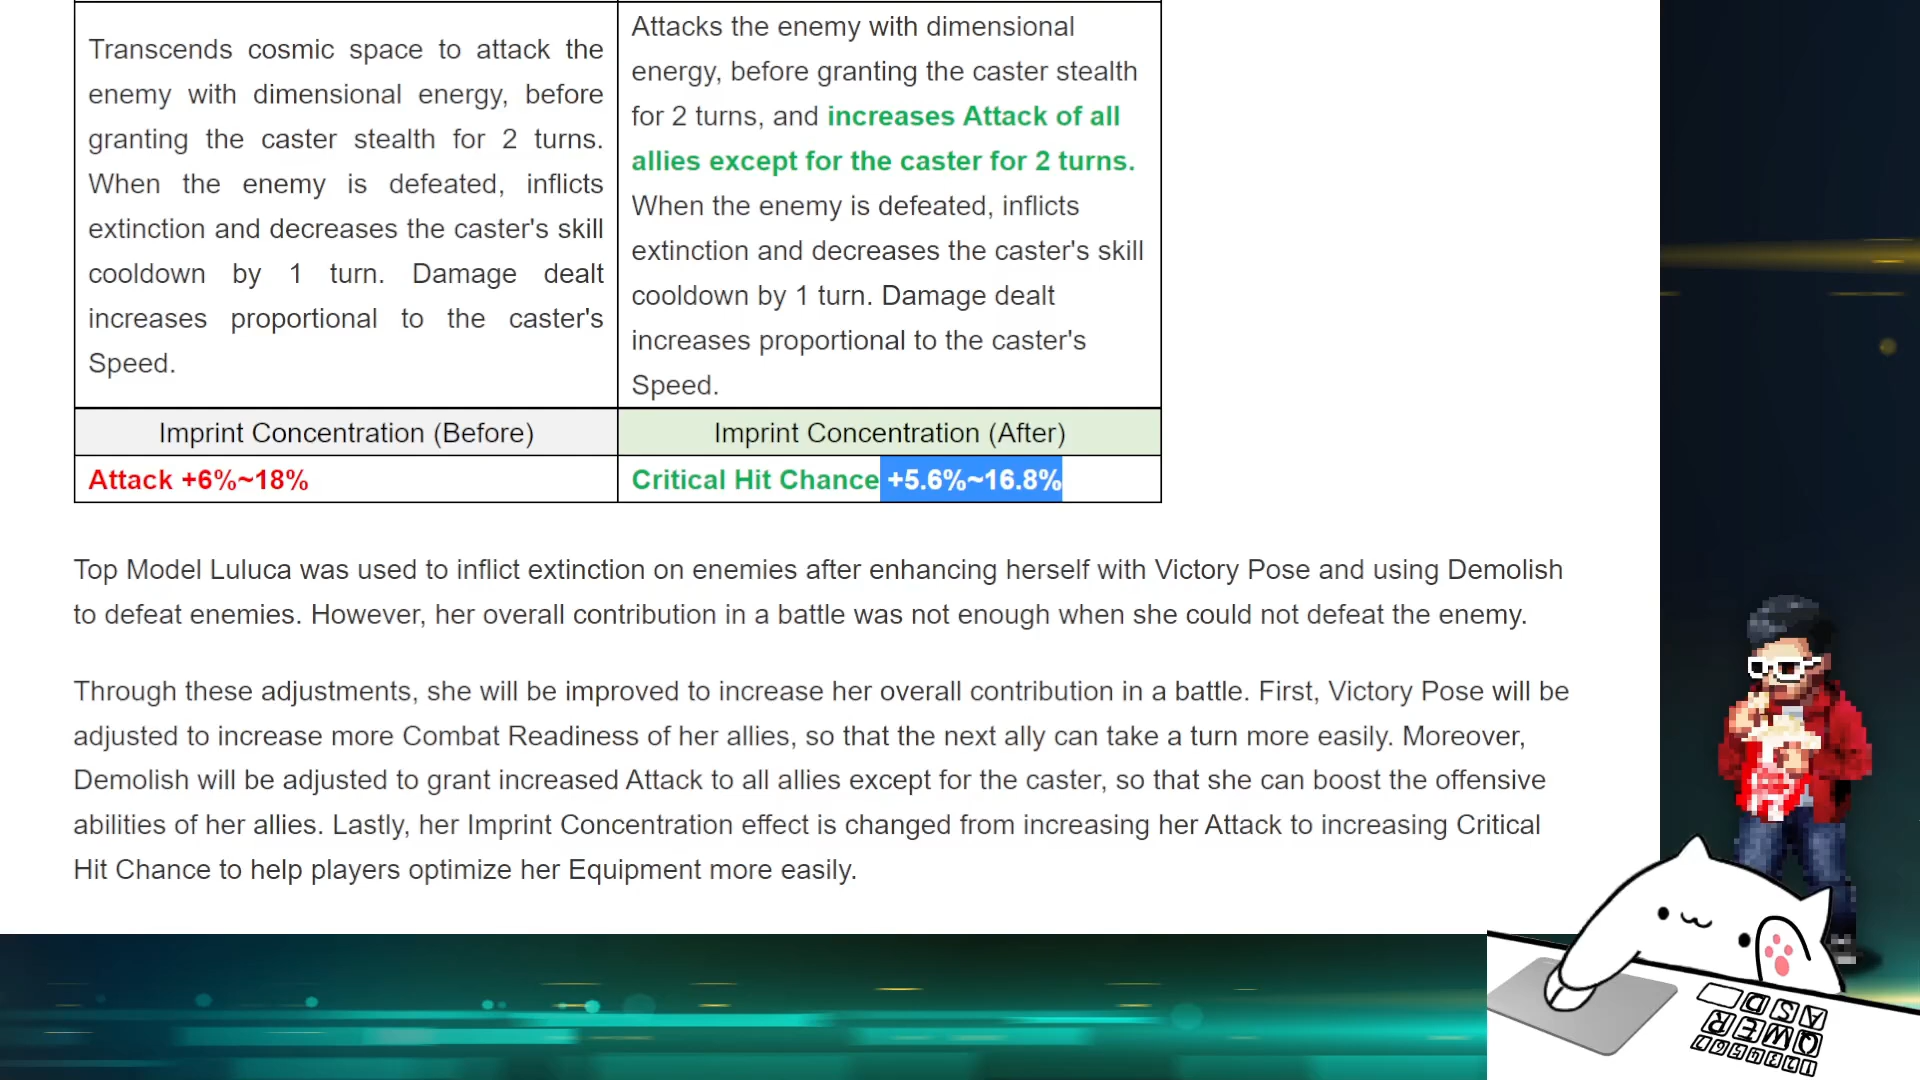 Transcends cosmic space to attack the
enemy with dimensional energy, before
granting the caster stealth for 2 turns.
When the enemy is defeated, inflicts
extinction and decreases the caster's skill
cooldown by 1 turn. Damage dealt
increases proportional to the caster's
Speed.
Attacks the enemy with dimensional
energy, before granting the caster stealth
for 2 turns, and increases Attack of all
allies except for the caster for 2 turns.
When the enemy is defeated, inflicts
extinction and decreases the caster's skill
cooldown by 1 turn. Damage dealt
increases proportional to the caster's
Speed.
Imprint Concentration (Before)
Imprint Concentration (After)
Attack +6%~18%
Critical Hit Chance +5.6%~16.8%
Top Model Luluca was used to inflict extinction on enemies after enhancing herself with Victory Pose and using Demolish
to defeat enemies. However, her overall contribution in a battle was not enough when she could not defeat the enemy.
Through these adjustments, she will be improved to increase her overall contribution in a battle. First, Victory Pose will be
adjusted to increase more Combat Readiness of her allies, so that the next ally can take a turn more easily. Moreover,
Demolish will be adjusted to grant increased Attack to all allies except for the caster, so that she can boost the offensive
abilities of her allies. Lastly, her Imprint Concentration effect is changed from increasing her Attack to increasing Critical
Hit Chance to help players optimize her Equipment more easily.
A S D
Q W E R
1 2 3 4 5 6 7